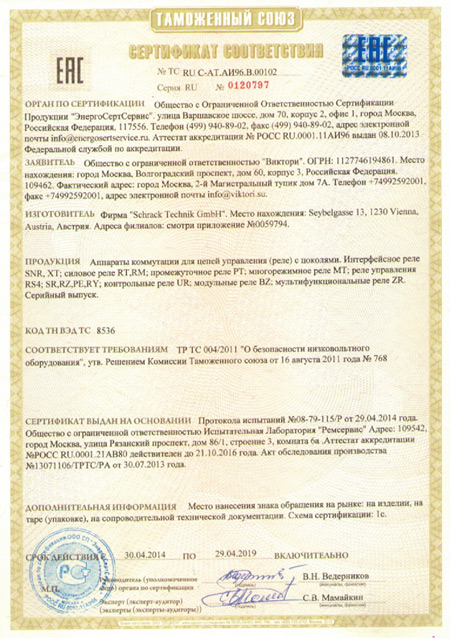 ТАМОЖЕННЫЙ СОЮЗ
СЕРТИФИКАТ СООТВЕТСТВИЯ
ЕАС
№ ТС RU C-AT.АИ96.В.00102
Серия RU № 0120797
ЕАС
РОСС RU.0001.11АИ96
ОРГАН ПО СЕРТИФИКАЦИИ Общество с Ограниченной Ответственностью Сертификации
Продукции "ЭнергоСертСервис". улица Варшавское шоссе, дом 70, корпус 2, офис 1, город Москва,
Российская Федерация, 117556. Телефон (499) 940-89-02, факс (499) 940-89-02, адрес электронной
почты info@energosertservice.ru. Аттестат аккредитации № РОСС RU.0001.11АИ96 выдан 08.10.2013
Федеральной службой по аккредитации.
ЗАЯВИТЕЛЬ Общество с ограниченной ответственностью "Виктори". ОГРН: 1127746194861. Место
нахождения: город Москва, Волгоградский проспект, дом 60, корпус 3, Российская Федерация,
109462. Фактический адрес: город Москва, 2-й Магистральный тупик дом 7А. Телефон +74992592001,
факс +74992592001, адрес электронной почты info@viktori.su.
ИЗГОТОВИТЕЛЬ Фирма "Schrack Technik GmbH". Место нахождения: Seybelgasse 13, 1230 Vienna,
Austria, Австрия. Адреса филиалов: смотри приложение №0059794.
ПРОДУКЦИЯ Аппараты коммутации для цепей управления (реле) с цоколями. Интерфейсное реле
SNR, XT; силовое реле RT,RM; промежуточное реле PT; многорежимное реле MT; реле управления
RS4; SR,RZ,PE,RY; контрольные реле UR; модульные реле BZ; мультифункциональные реле ZR.
Серийный выпуск.
КОД ТН ВЭД ТС 8536
СООТВЕТСТВУЕТ ТРЕБОВАНИЯМ ТР ТС 004/2011 "О безопасности низковольтного
оборудования", утв. Решением Комиссии Таможенного союза от 16 августа 2011 года № 768
СЕРТИФИКАТ ВЫДАН НА ОСНОВАНИИ Протокола испытаний №08-79-115/Р от 29.04.2014 года.
Общество с ограниченной ответственностью Испытательная Лаборатория "Ремсервис" Адрес: 109542,
город Москва, улица Рязанский проспект, дом 86/1, строение 3, комната 6а .Аттестат аккредитации
№РОСС RU.0001.21АВ80 действителен до 21.10.2016 года. Акт обследования производства
№13071106/ТРТС/РА от 30.07.2013 года.
ДОПОЛНИТЕЛЬНАЯ ИНФОРМАЦИЯ Место нанесения знака обращения на рынке: на изделии, на
таре (упаковке), на сопроводительной технической документации. Схема сертификации: 1с.
СРОК ДЕЙСТВИЯ С 30.04.2014 ПО 29.04.2019 ВКЛЮЧИТЕЛЬНО
М.П.
Руководитель (уполномоченное
лицо) органа по сертификации
В.Н. Ведерников
Эксперт (эксперт-аудитор)
(эксперты (эксперты-аудиторы))
С.В. Мамайкин